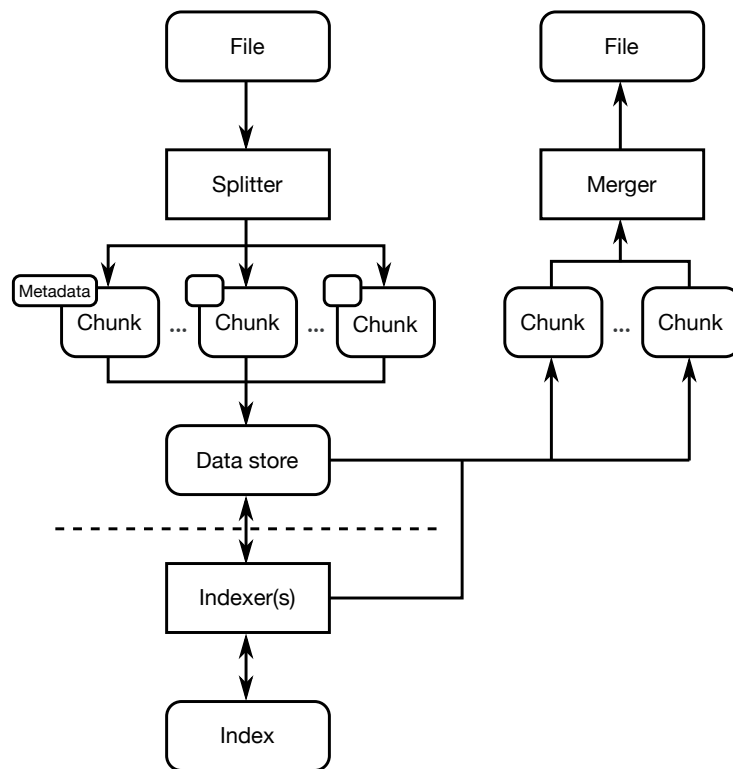 File
File
Splitter
Merger
Metadata
Chunk
...
Chunk
...
Chunk
Chunk
...
Chunk
Data store
Indexer(s)
Index